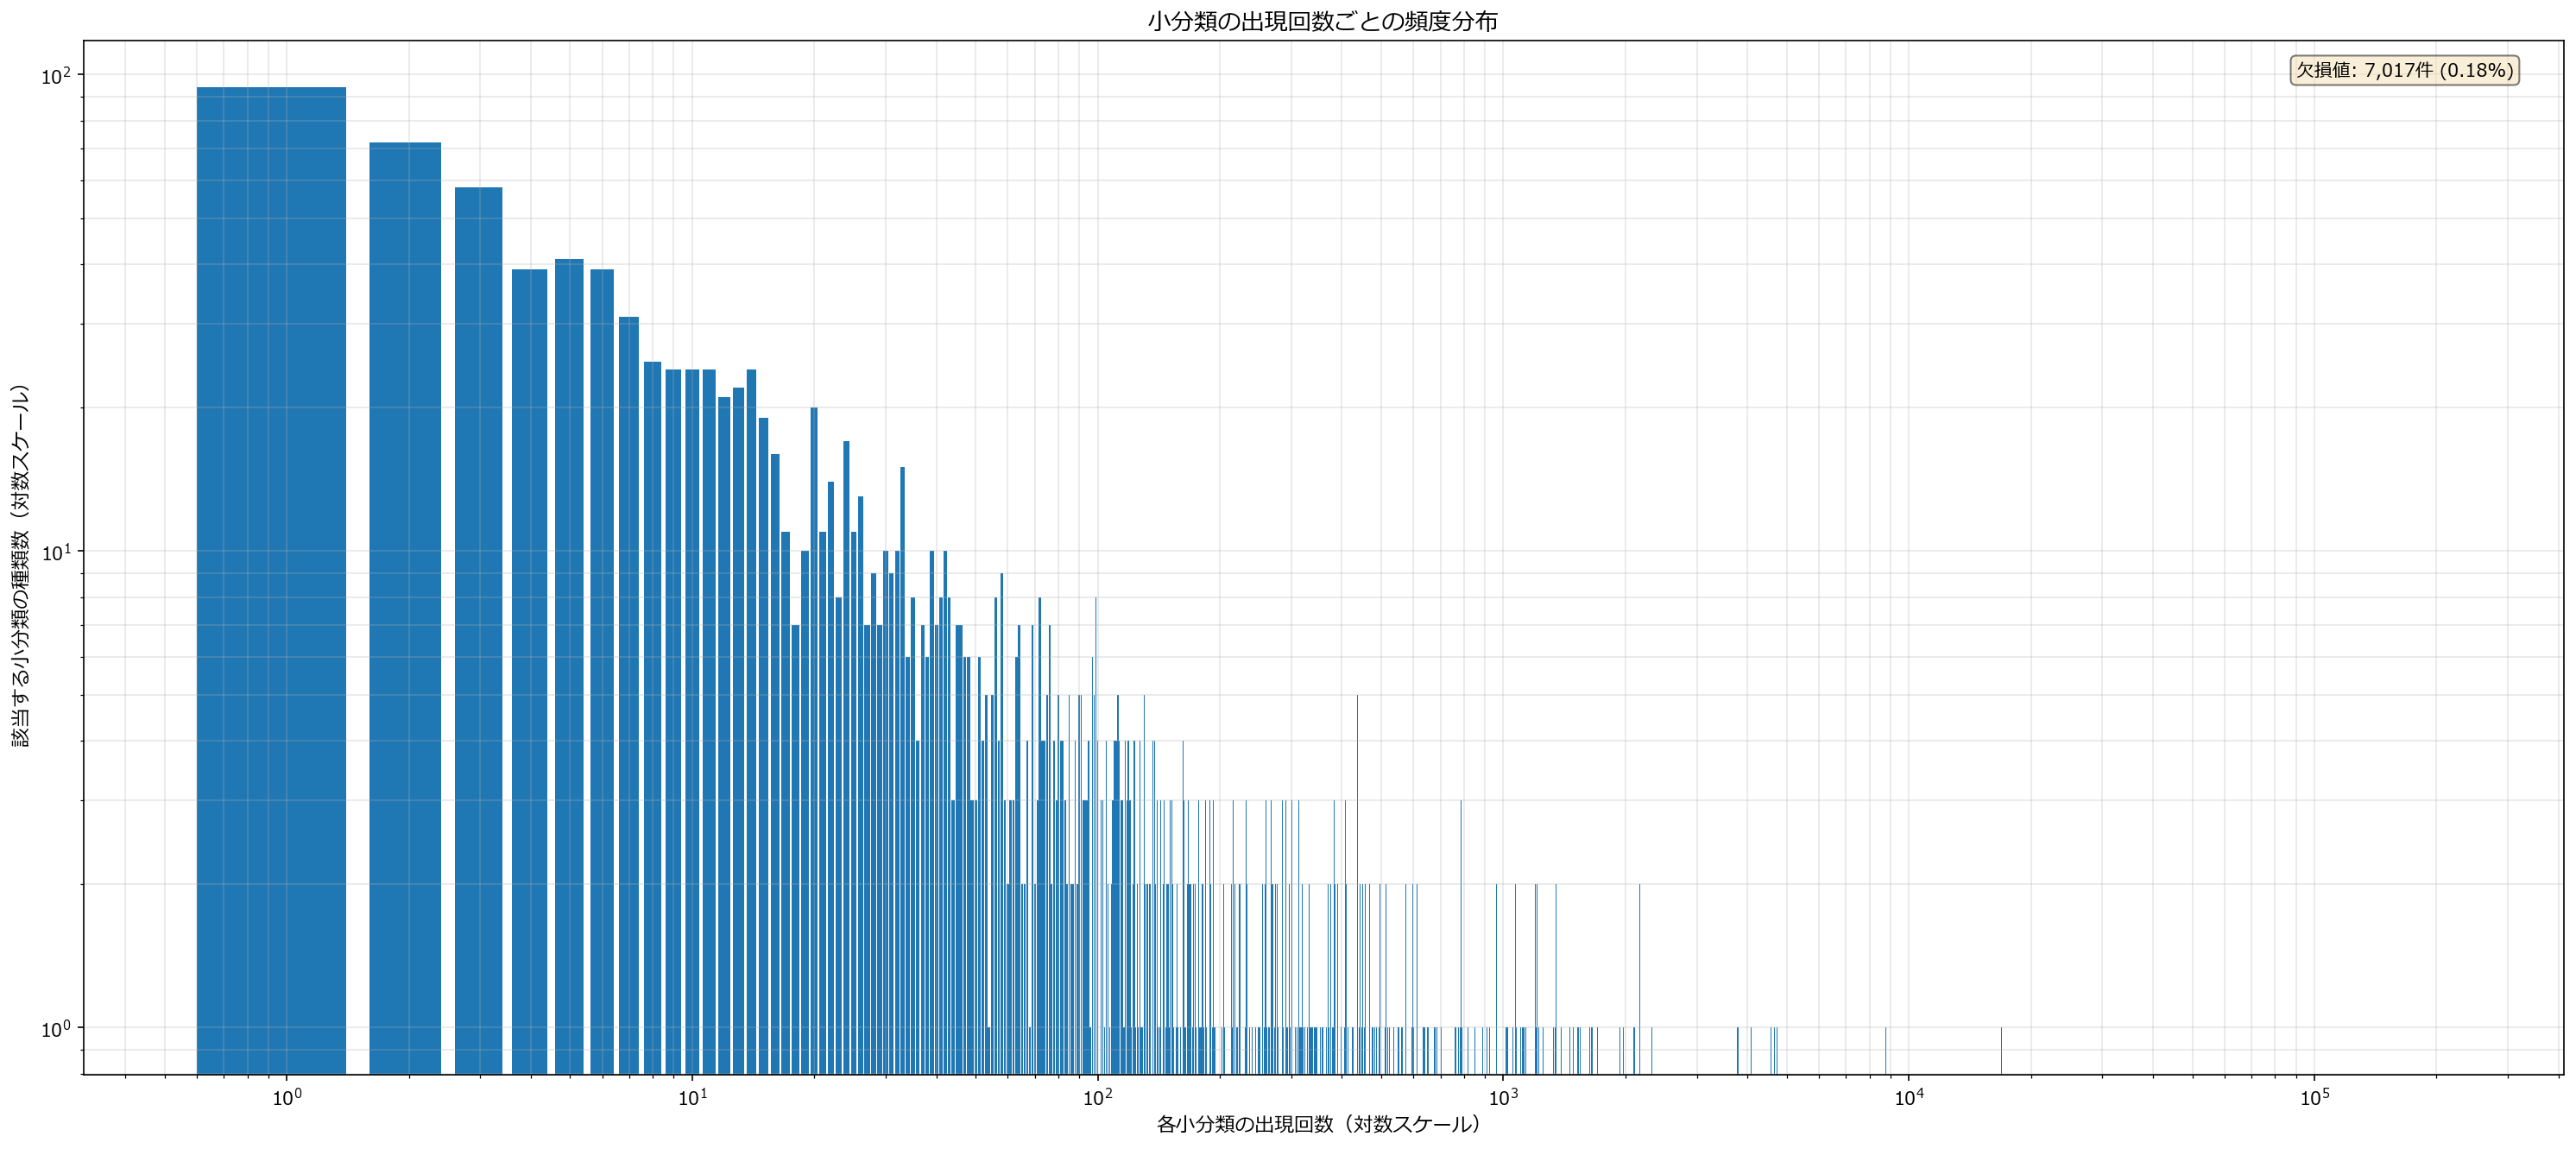 小分類の出現回数ごとの頻度分布
欠損値: 7,017件 (0.18%)
該当する小分類の種類数（対数スケール）
10²
10¹
10⁰
10⁰ 10¹ 10² 10³ 10⁴ 10⁵
各小分類の出現回数（対数スケール）